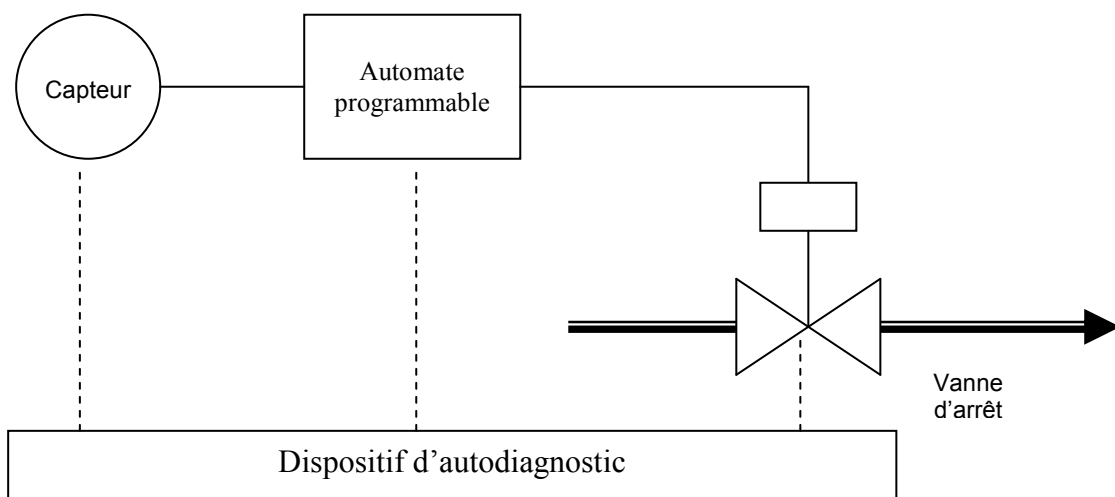 Capteur
Automate
programmable
Vanne
d'arrêt
Dispositif d'autodiagnostic